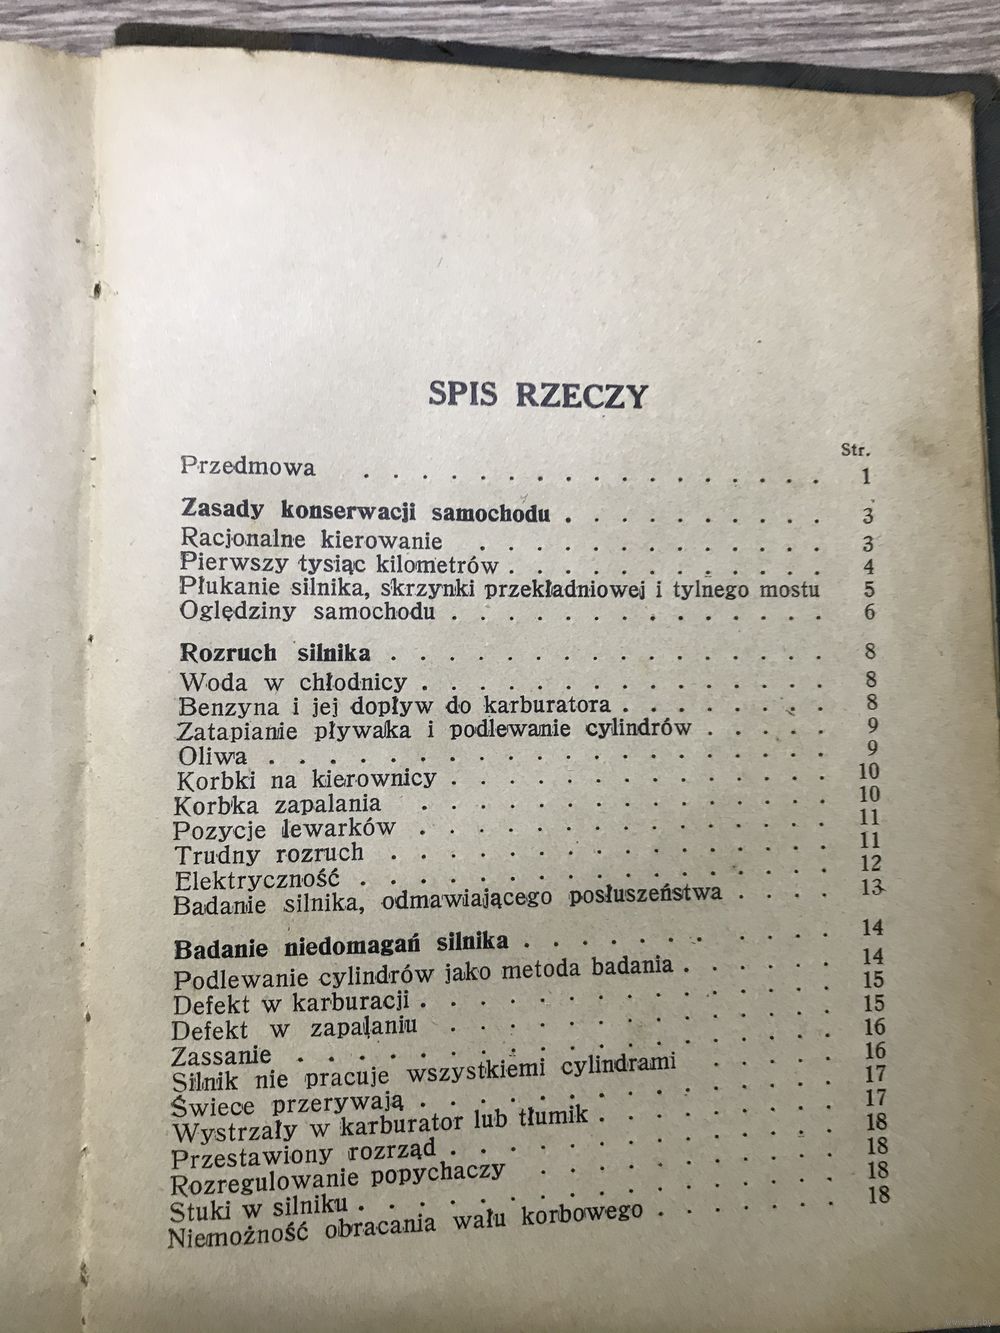 SPIS RZECZY
Str.
Przedmowa . . . . . . . . . . . . . . . . 1
Zasady konserwacji samochodu . . . . . . . . . . 3
Racjonalne kierowanie . . . . . . . . . . . . . 3
Pierwszy tysiąc kilometrów . . . . . . . . . . . . 4
Płukanie silnika, skrzynki przekładniowej i tylnego mostu 5
Oględziny samochodu . . . . . . . . . . . . . . 6
Rozruch silnika . . . . . . . . . . . . . . . . 8
Woda w chłodnicy . . . . . . . . . . . . . . . 8
Benzyna i jej dopływ do karburatora . . . . . . . . 8
Zatapianie pływaka i podlewanie cylindrów . . . . . 9
Oliwa . . . . . . . . . . . . . . . . . . . . 9
Korbki na kierownicy . . . . . . . . . . . . . . 10
Korbka zapalania . . . . . . . . . . . . . . . 10
Pozycje lewarków . . . . . . . . . . . . . . . 11
Trudny rozruch . . . . . . . . . . . . . . . . 11
Elektryczność . . . . . . . . . . . . . . . . . 12
Badanie silnika, odmawiającego posłuszeństwa . . . . 13
Badanie niedomagań silnika . . . . . . . . . . . 14
Podlewanie cylindrów jako metoda badania . . . . . . 14
Defekt w karburacji . . . . . . . . . . . . . . . 15
Defekt w zapalaniu . . . . . . . . . . . . . . 15
Zassanie . . . . . . . . . . . . . . . . . . . 16
Silnik nie pracuje wszystkiemi cylindrami . . . . . 16
Świece przerywają . . . . . . . . . . . . . . . 17
Wystrzały w karburator lub tłumik . . . . . . . . . 17
Przestawiony rozrząd . . . . . . . . . . . . . . 18
Rozregulowanie popychaczy . . . . . . . . . . . 18
Stuki w silniku . . . . . . . . . . . . . . . . . 18
Niemożność obracania wału korbowego . . . . . . . 18
www.ay.by